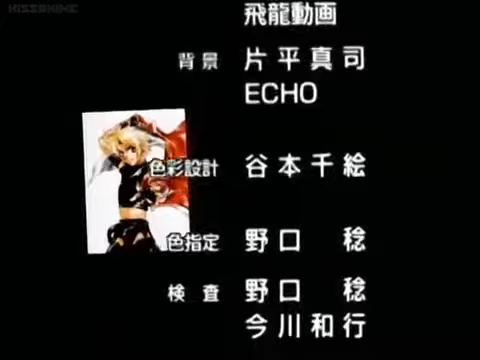 KISSANIME
飛龍動画
背景 片平真司
ECHO
色彩設計 谷本千絵
色指定 野口 稔
検査 野口 稔
今川和行